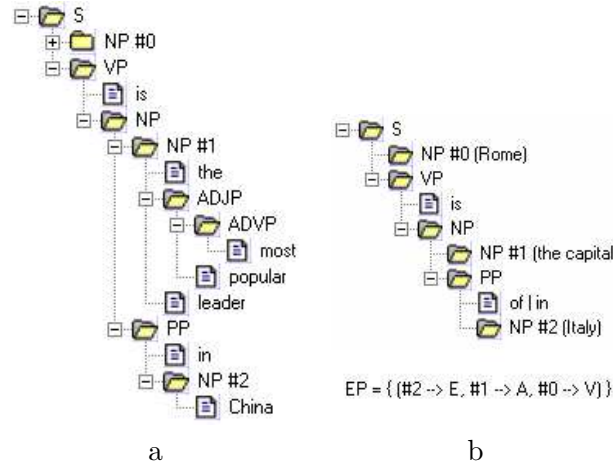 S
NP #0
VP
is
NP
NP #1
the
ADJP
ADVP
most
popular
leader
PP
in
NP #2
China
a
S
NP #0 (Rome)
VP
is
NP
NP #1 (the capital
PP
of | in
NP #2 (Italy)
EP = { (#2 --> E, #1 --> A, #0 --> V) }
b